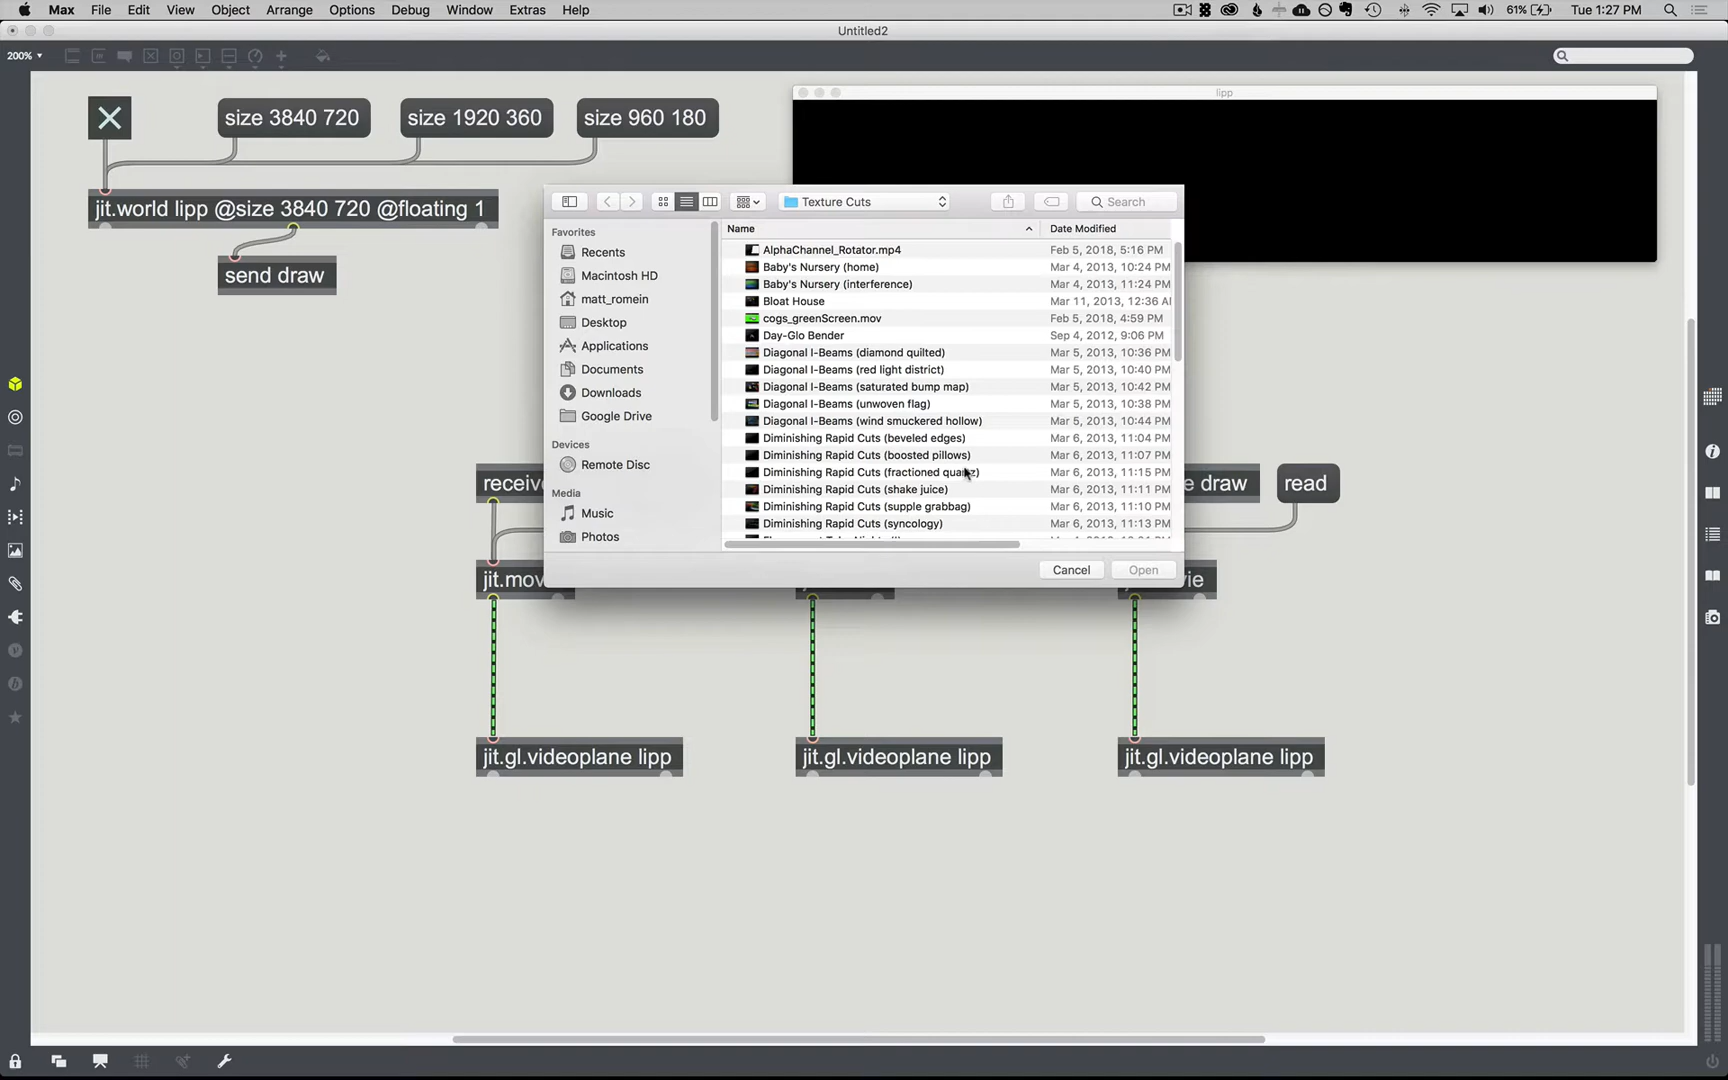 Max File Edit View Object Arrange Options Debug Window Extras Help 61% Tue 1:27 PM
Untitled2
200%
lipp
size 3840 720 size 1920 360 size 960 180
jit.world lipp @size 3840 720 @floating 1
send draw
Texture Cuts Search
Favorites
Recents
Macintosh HD
matt_romein
Desktop
Applications
Documents
Downloads
Google Drive
Devices
Remote Disc
Media
Music
Photos
Name Date Modified
AlphaChannel_Rotator.mp4 Feb 5, 2018, 5:16 PM
Baby's Nursery (home) Mar 4, 2013, 10:24 PM
Baby's Nursery (interference) Mar 4, 2013, 11:24 PM
Bloat House Mar 11, 2013, 12:36 A
cogs_greenScreen.mov Feb 5, 2018, 4:59 PM
Day-Glo Bender Sep 4, 2012, 9:06 PM
Diagonal I-Beams (diamond quilted) Mar 5, 2013, 10:36 PM
Diagonal I-Beams (red light district) Mar 5, 2013, 10:40 PM
Diagonal I-Beams (saturated bump map) Mar 5, 2013, 10:42 PM
Diagonal I-Beams (unwoven flag) Mar 5, 2013, 10:38 PM
Diagonal I-Beams (wind smuckered hollow) Mar 5, 2013, 10:44 PM
Diminishing Rapid Cuts (beveled edges) Mar 6, 2013, 11:04 PM
Diminishing Rapid Cuts (boosted pillows) Mar 6, 2013, 11:07 PM
Diminishing Rapid Cuts (fractioned quartz) Mar 6, 2013, 11:15 PM
Diminishing Rapid Cuts (shake juice) Mar 6, 2013, 11:11 PM
Diminishing Rapid Cuts (supple grabbag) Mar 6, 2013, 11:10 PM
Diminishing Rapid Cuts (syncology) Mar 6, 2013, 11:13 PM
Cancel Open
receive draw read
jit.mov vie
jit.gl.videoplane lipp jit.gl.videoplane lipp jit.gl.videoplane lipp